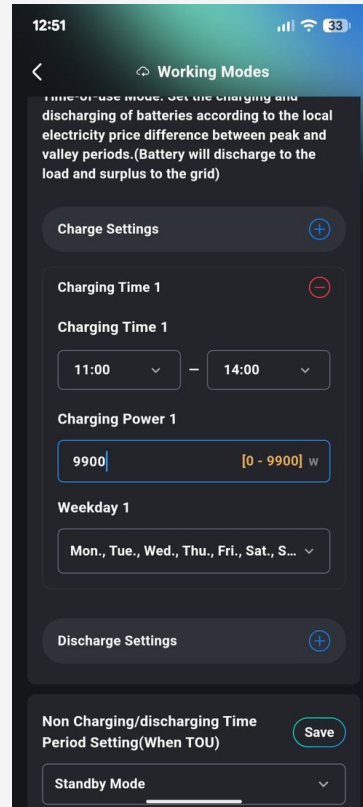 12:51
33
Working Modes
Time-of-use Mode: Set the charging and
discharging of batteries according to the local
electricity price difference between peak and
valley periods.(Battery will discharge to the
load and surplus to the grid)
Charge Settings
Charging Time 1
Charging Time 1
11:00 – 14:00
Charging Power 1
9900 [0 - 9900] w
Weekday 1
Mon., Tue., Wed., Thu., Fri., Sat., S...
Discharge Settings
Non Charging/discharging Time
Period Setting(When TOU)
Save
Standby Mode